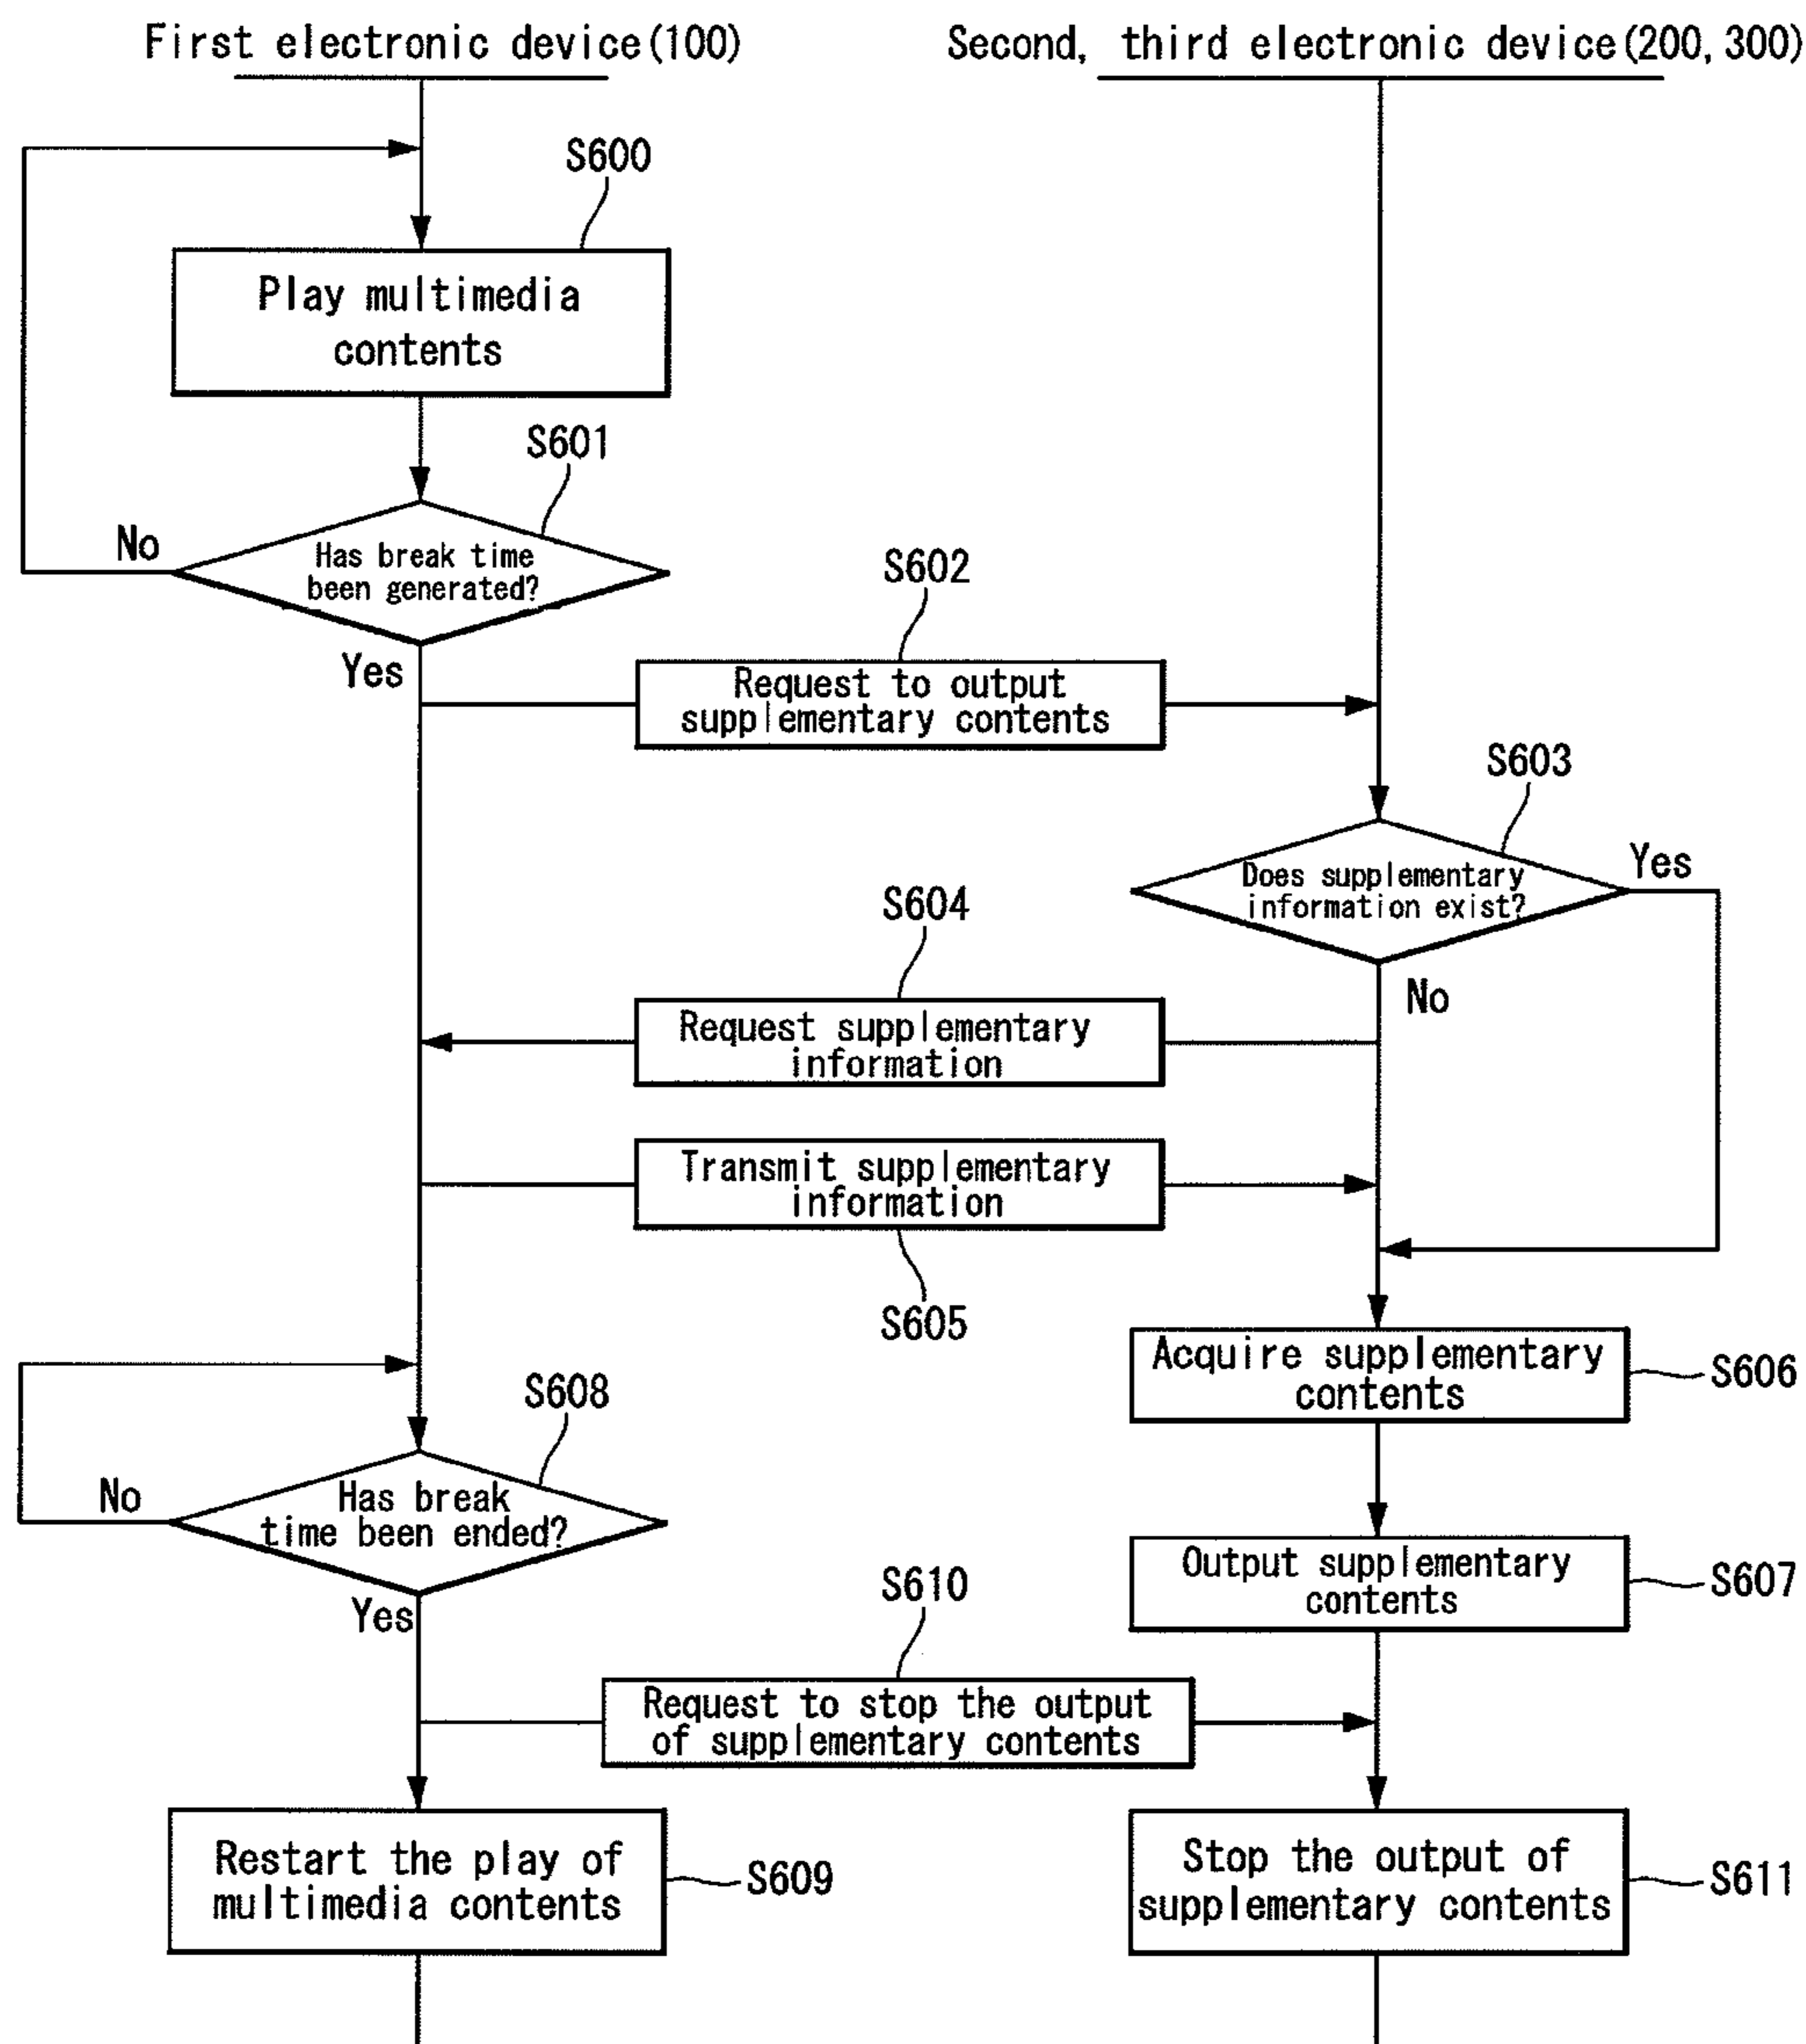 First electronic device(100)
Second, third electronic device(200, 300)
S600
Play multimedia
contents
S601
No
Has break time
been generated?
Yes
S602
Request to output
supplementary contents
S603
Does supplementary
information exist?
Yes
No
S604
Request supplementary
information
Transmit supplementary
information
S605
Acquire supplementary
contents
S606
S608
No
Has break
time been ended?
Yes
Output supplementary
contents
S607
S610
Request to stop the output
of supplementary contents
Restart the play of
multimedia contents
S609
Stop the output of
supplementary contents
S611